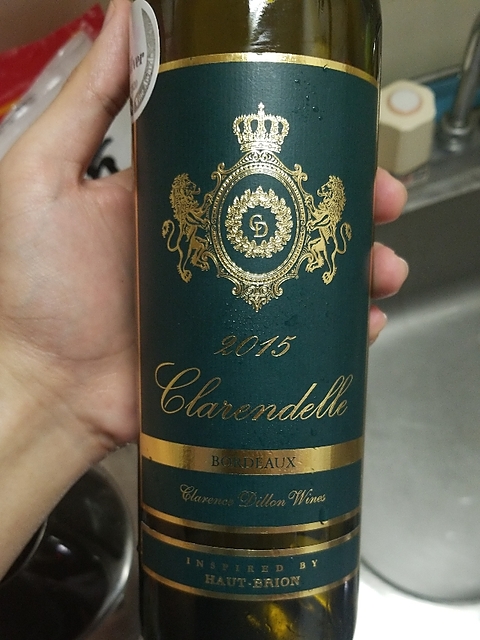 CD
2015
Clarendelle
BORDEAUX
Clarence Dillon Wines
INSPIRED BY
HAUT-BRION